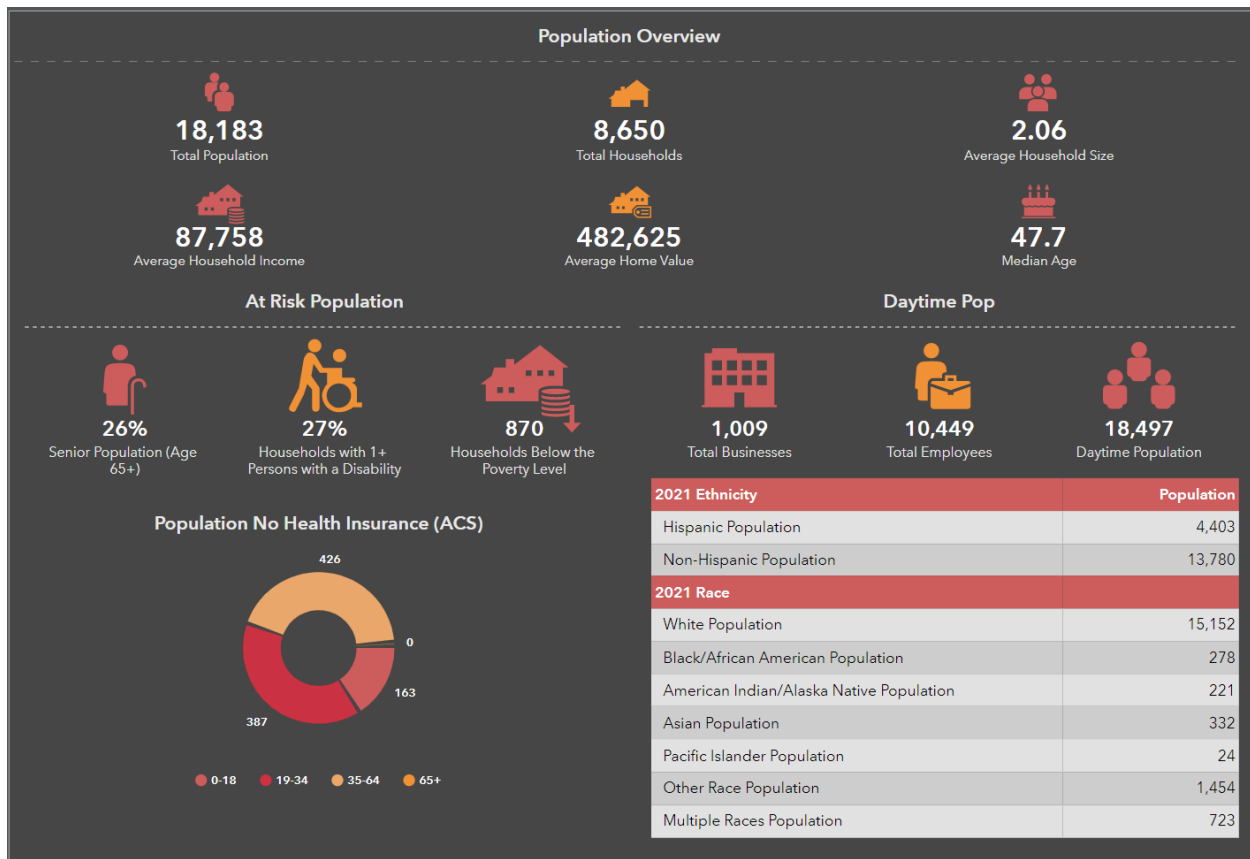 Population Overview
18,183
Total Population
8,650
Total Households
2.06
Average Household Size
87,758
Average Household Income
482,625
Average Home Value
47.7
Median Age
At Risk Population
26%
Senior Population (Age
65+)
27%
Households with 1+
Persons with a Disability
870
Households Below the
Poverty Level
Population No Health Insurance (ACS)
426
0
163
387
0-18 19-34 35-64 65+
Daytime Pop
1,009
Total Businesses
10,449
Total Employees
18,497
Daytime Population
2021 Ethnicity Population
Hispanic Population 4,403
Non-Hispanic Population 13,780
2021 Race
White Population 15,152
Black/African American Population 278
American Indian/Alaska Native Population 221
Asian Population 332
Pacific Islander Population 24
Other Race Population 1,454
Multiple Races Population 723